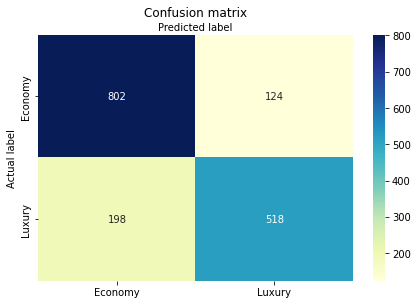 Confusion matrix
Predicted label
Actual label
Economy
802
124
Luxury
198
518
Economy
Luxury
800
700
600
500
400
300
200